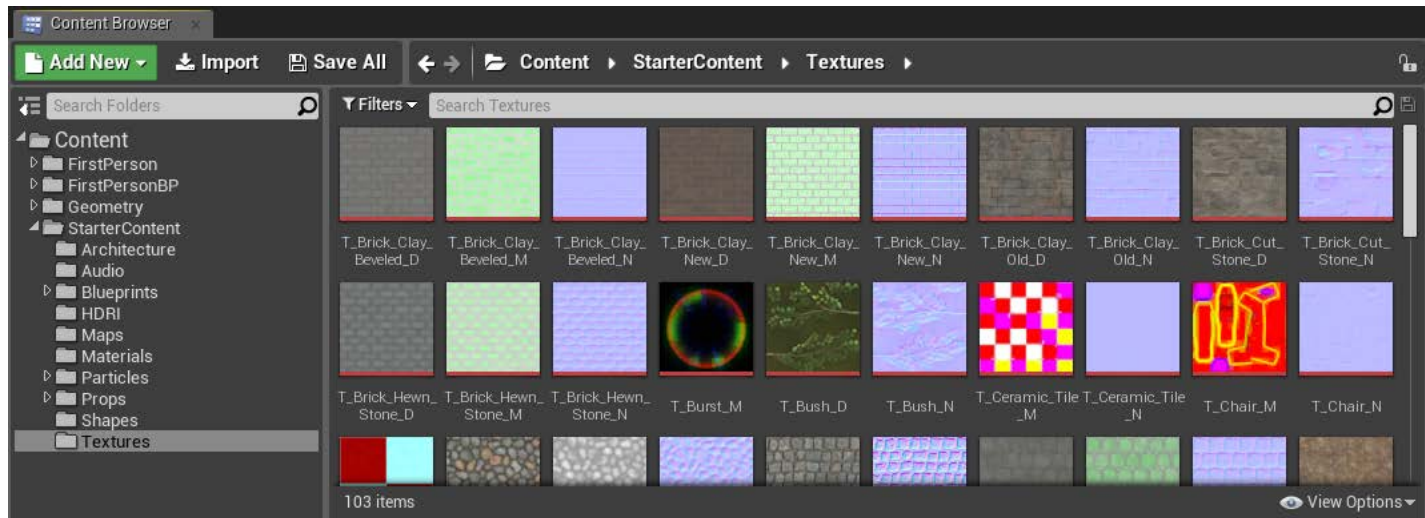 Content Browser
Add New Import Save All Content StarterContent Textures
Search Folders
Filters Search Textures
Content
FirstPerson
FirstPersonBP
Geometry
StarterContent
Architecture
Audio
Blueprints
HDRI
Maps
Materials
Particles
Props
Shapes
Textures
T_Brick_Clay_ T_Brick_Clay_ T_Brick_Clay_ T_Brick_Clay_ T_Brick_Clay_ T_Brick_Clay_ T_Brick_Clay_ T_Brick_Clay_ T_Brick_Cut_ T_Brick_Cut_
Beveled_D Beveled_M Beveled_N New_D New_M New_N Old_D Old_N Stone_D Stone_N
T_Brick_Hewn_ T_Brick_Hewn_ T_Brick_Hewn_ T_Burst_M T_Bush_D T_Bush_N T_Ceramic_Tile T_Ceramic_Tile T_Chair_M T_Chair_N
Stone_D Stone_M Stone_N _M _N
103 items View Options